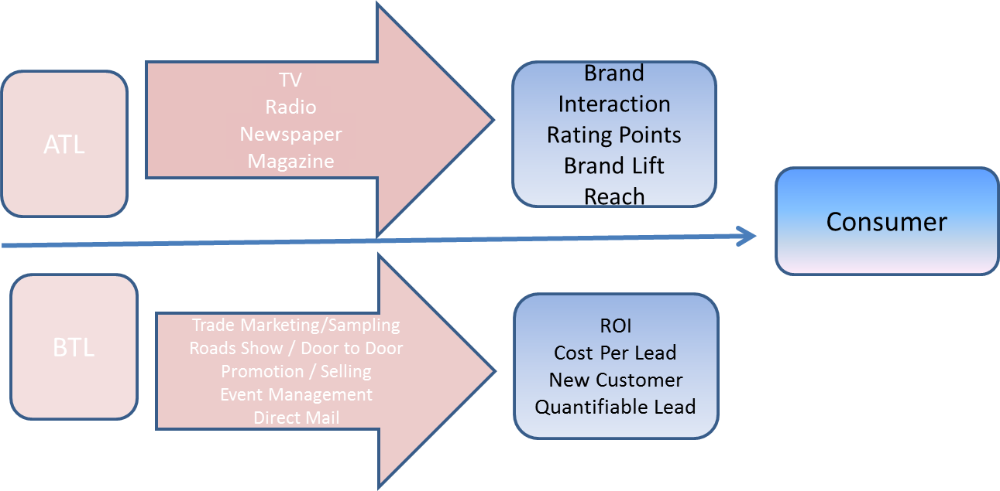 ATL
TV
Radio
Newspaper
Magazine
Brand
Interaction
Rating Points
Brand Lift
Reach
Consumer
BTL
Trade Marketing/Sampling
Roads Show / Door to Door
Promotion / Selling
Event Management
Direct Mail
ROI
Cost Per Lead
New Customer
Quantifiable Lead